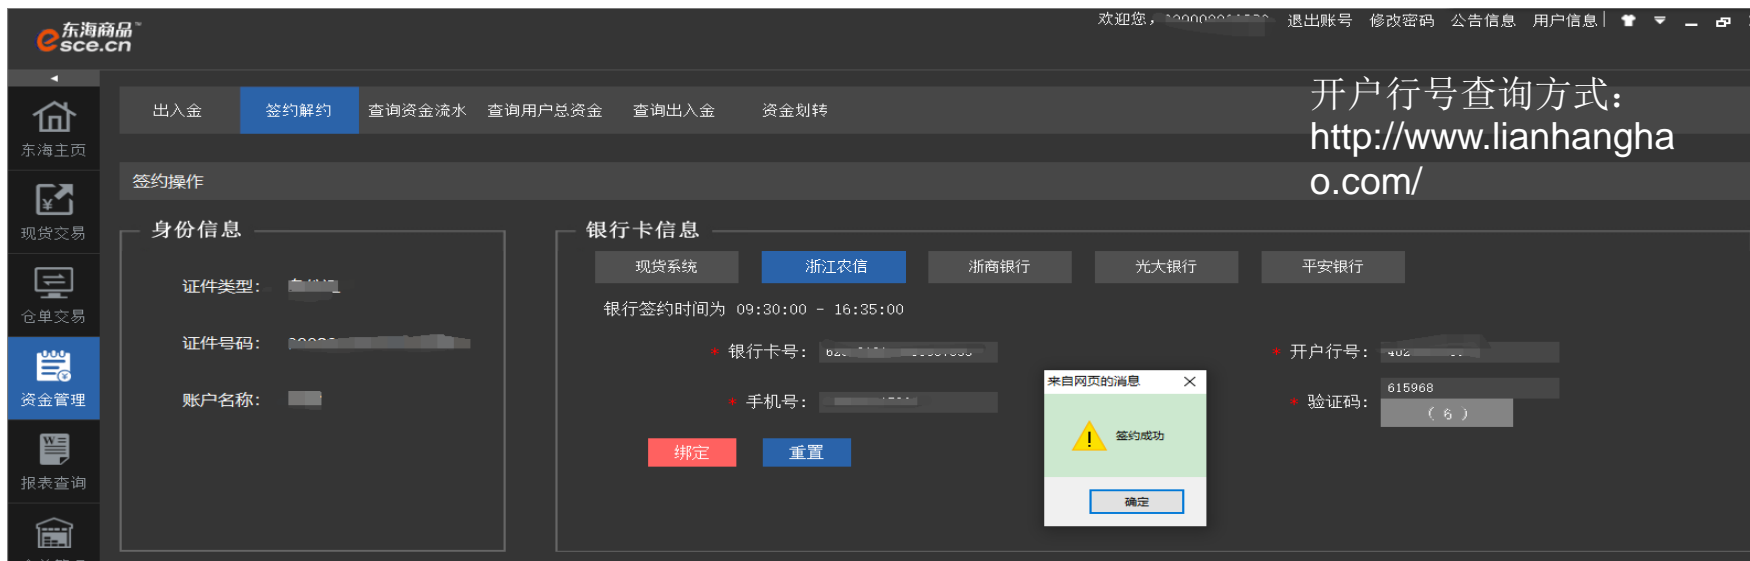 东海商品™
esce.cn
欢迎您, 退出账号 修改密码 公告信息 用户信息
开户行号查询方式：
http://www.lianhangha
o.com/
出入金 签约解约 查询资金流水 查询用户总资金 查询出入金 资金划转
东海主页
签约操作
现货交易
身份信息
银行卡信息
现货系统 浙江农信 浙商银行 光大银行 平安银行
证件类型:
银行签约时间为 09:30:00 - 16:35:00
仓单交易
证件号码:
* 银行卡号:
* 开户行号:
来自网页的消息
资金管理
账户名称:
* 手机号:
* 验证码: 615968
(6)
签约成功
绑定 重置
报表查询
确定